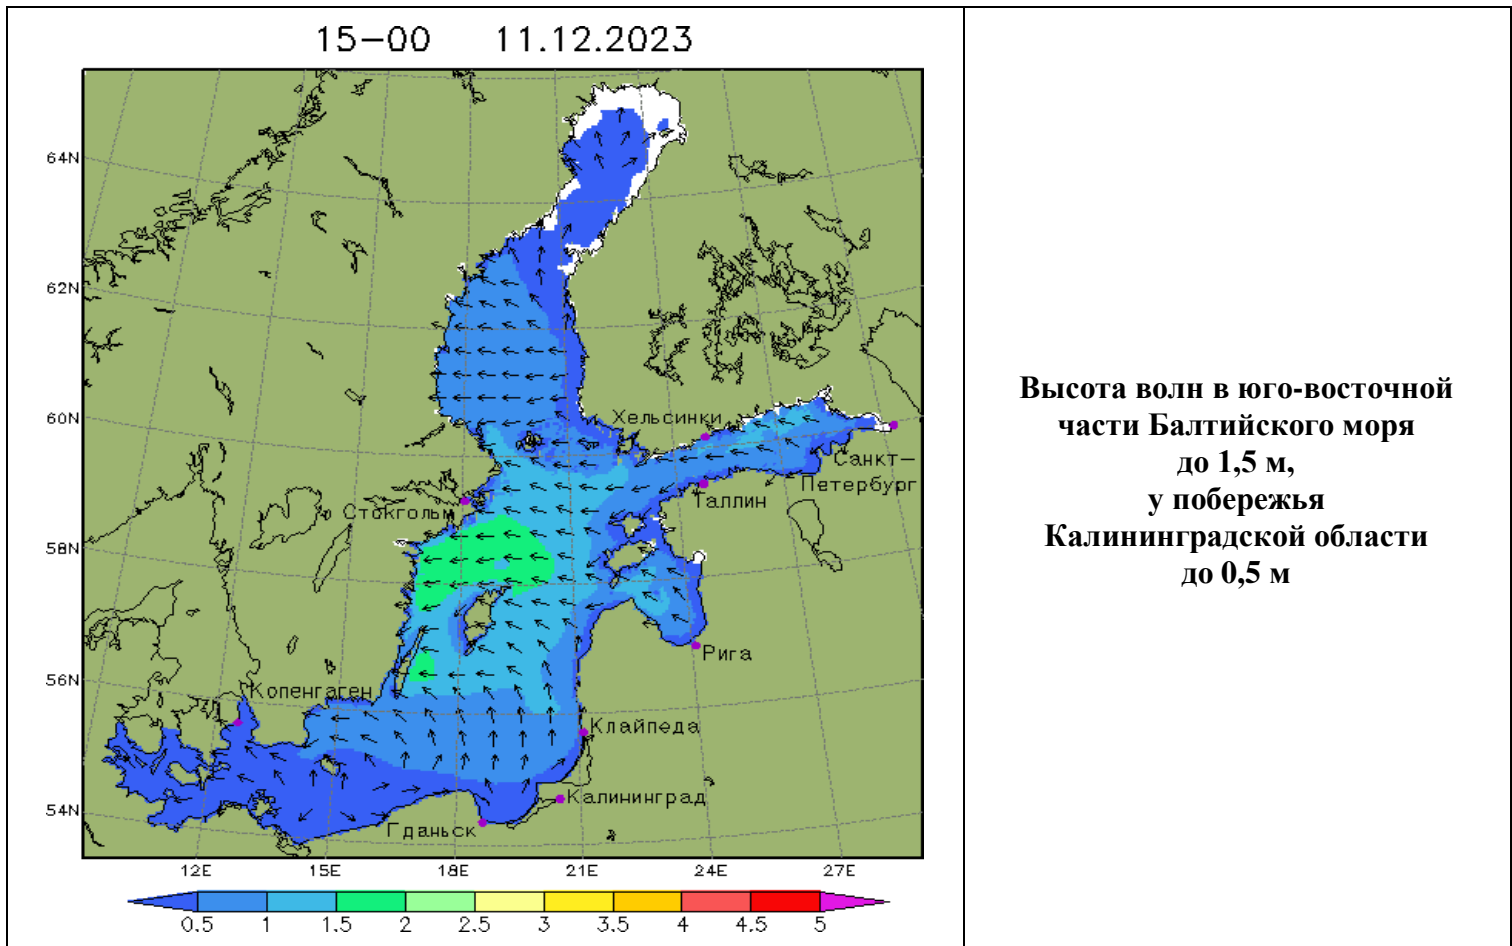 15-00 11.12.2023
64N
62N
60N
58N
56N
54N
Хельсинки
Санкт-
Петербург
Таллин
Стокгольм
Рига
Копенгаген
Клайпеда
Калининград
Гданьск
12E 15E 18E 21E 24E 27E
0,5 1 1,5 2 2,5 3 3,5 4 4,5 5
Высота волн в юго-восточной
части Балтийского моря
до 1,5 м,
у побережья
Калининградской области
до 0,5 м